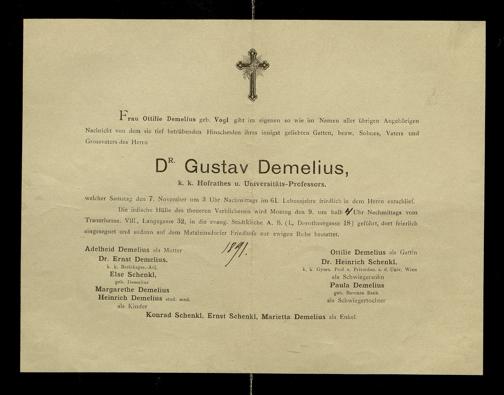 Frau Ottilie Demelius geb. Vogl gibt im eigenen so wie im Namen aller übrigen Angehörigen
Nachricht von dem sie tief betrübenden Hinscheiden ihres innigst geliebten Gatten, bezw. Sohnes, Vaters und
Grossvaters des Herrn
DR. Gustav Demelius,
k. k. Hofrathes u. Universitäts-Professors,
welcher Samstag den 7. November um 3 Uhr Nachmittags im 61. Lebensjahre friedlich in dem Herrn entschlief.
Die irdische Hülle des theueren Verblichenen wird Montag den 9. um halb 4 Uhr Nachmittags vom
Trauerhause, VIII., Langegasse 32, in die evang. Stadtkirche A. B. (I., Dorotheergasse 18) geführt, dort feierlich
eingesegnet und sodann auf dem Matzleinsdorfer Friedhofe zur ewigen Ruhe bestattet.
1891.
Adelheid Demelius als Mutter
Dr. Ernst Demelius,
k. k. Bezirksger.-Adj.
Else Schenkl,
geb. Demelius
Margarethe Demelius
Heinrich Demelius stud. med.
als Kinder
Ottilie Demelius als Gattin
Dr. Heinrich Schenkl,
k. k. Gymn. Prof. u. Privatdoc. a. d. Univ. Wien
als Schwiegersohn
Paula Demelius
geb.
als Schwiegertochter
Konrad Schenkl, Ernst Schenkl, Marietta Demelius als Enkel.